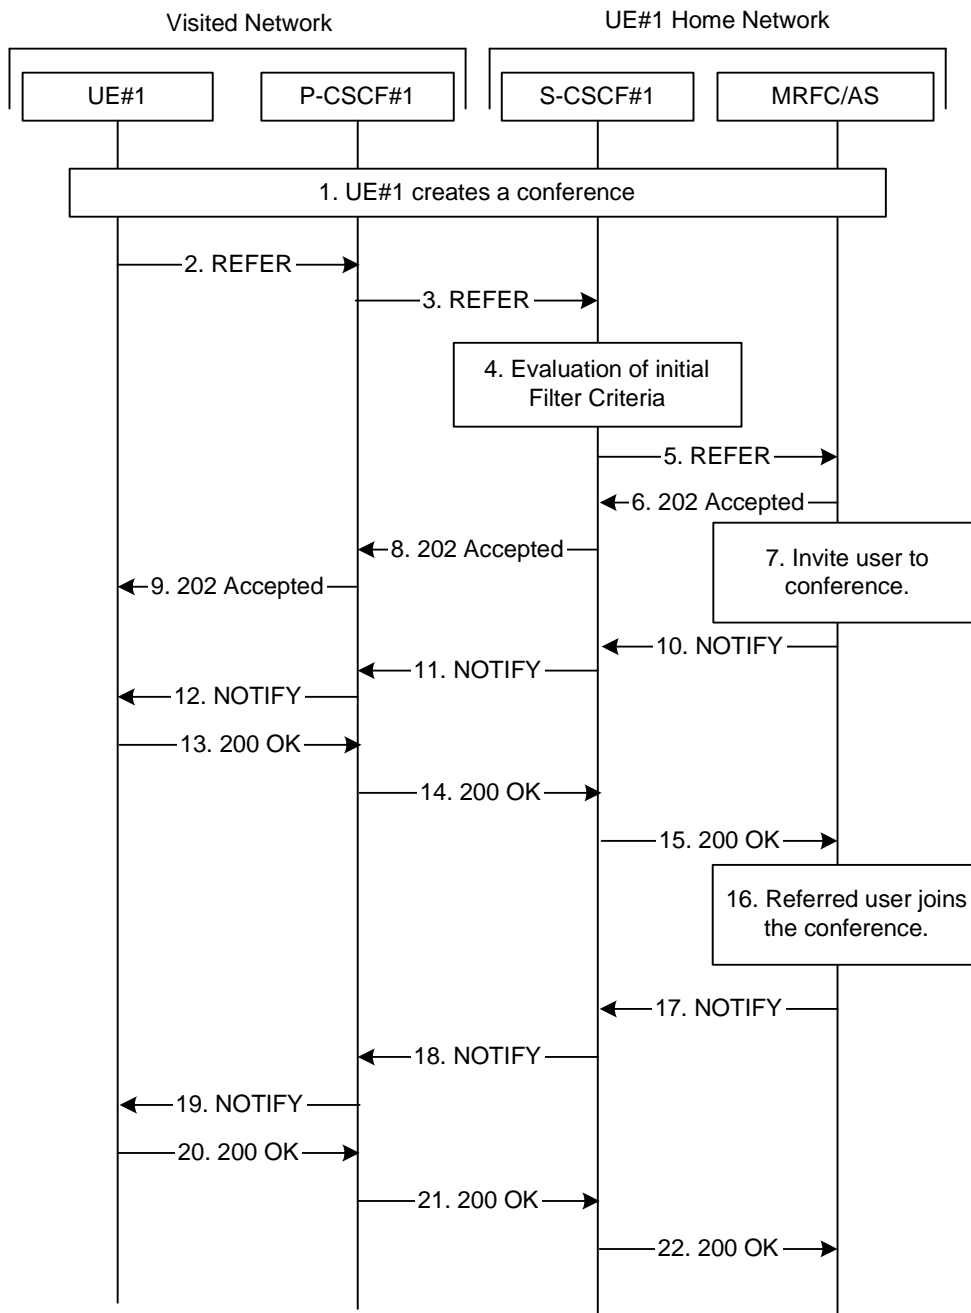 Visited Network
UE#1 Home Network
UE#1
P-CSCF#1
S-CSCF#1
MRFC/AS
1. UE#1 creates a conference
2. REFER
3. REFER
4. Evaluation of initial
Filter Criteria
5. REFER
6. 202 Accepted
7. Invite user to
conference.
8. 202 Accepted
9. 202 Accepted
10. NOTIFY
11. NOTIFY
12. NOTIFY
13. 200 OK
14. 200 OK
15. 200 OK
16. Referred user joins
the conference.
17. NOTIFY
18. NOTIFY
19. NOTIFY
20. 200 OK
21. 200 OK
22. 200 OK